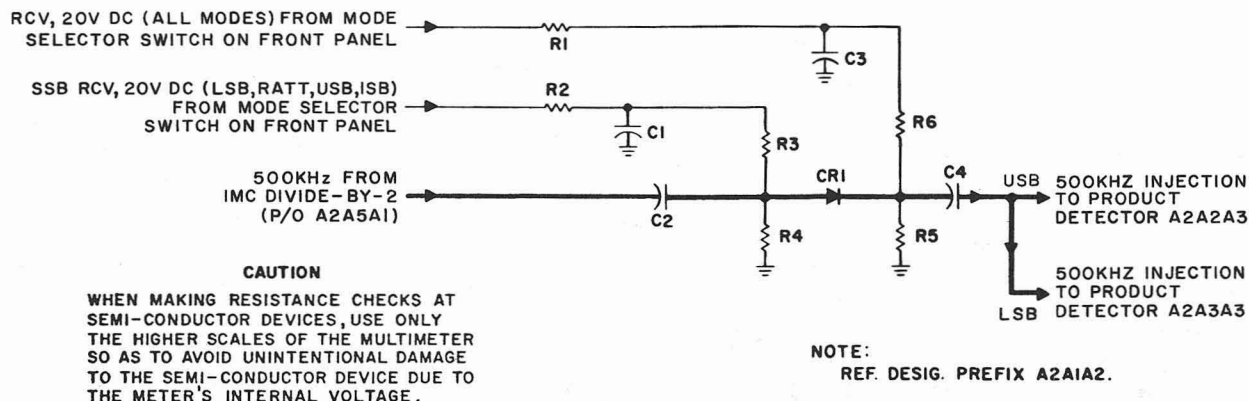 RCV, 20V DC (ALL MODES) FROM MODE
SELECTOR SWITCH ON FRONT PANEL
R1
C3
SSB RCV, 20V DC (LSB,RATT,USB,ISB)
FROM MODE SELECTOR
SWITCH ON FRONT PANEL
R2
C1
R3
R6
500KHz FROM
IMC DIVIDE-BY-2
(P/O A2A5A1)
C2
CR1
C4
R4
R5
USB
500KHZ INJECTION
TO PRODUCT
DETECTOR A2A2A3
LSB
500KHZ INJECTION
TO PRODUCT
DETECTOR A2A3A3
CAUTION
WHEN MAKING RESISTANCE CHECKS AT
SEMI-CONDUCTOR DEVICES, USE ONLY
THE HIGHER SCALES OF THE MULTIMETER
SO AS TO AVOID UNINTENTIONAL DAMAGE
TO THE SEMI-CONDUCTOR DEVICE DUE TO
THE METER'S INTERNAL VOLTAGE.
NOTE:
REF. DESIG. PREFIX A2A1A2.